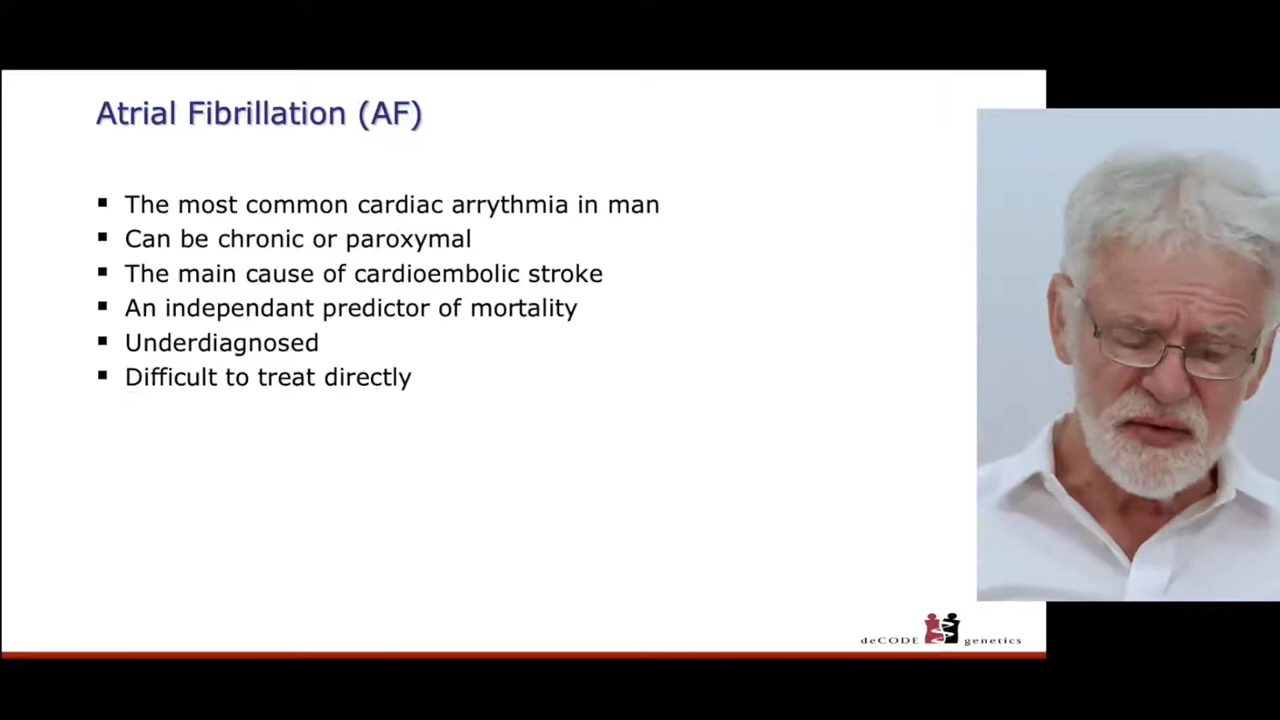 Atrial Fibrillation (AF)
The most common cardiac arrythmia in man
Can be chronic or paroxymal
The main cause of cardioembolic stroke
An independant predictor of mortality
Underdiagnosed
Difficult to treat directly
deCODE genetics